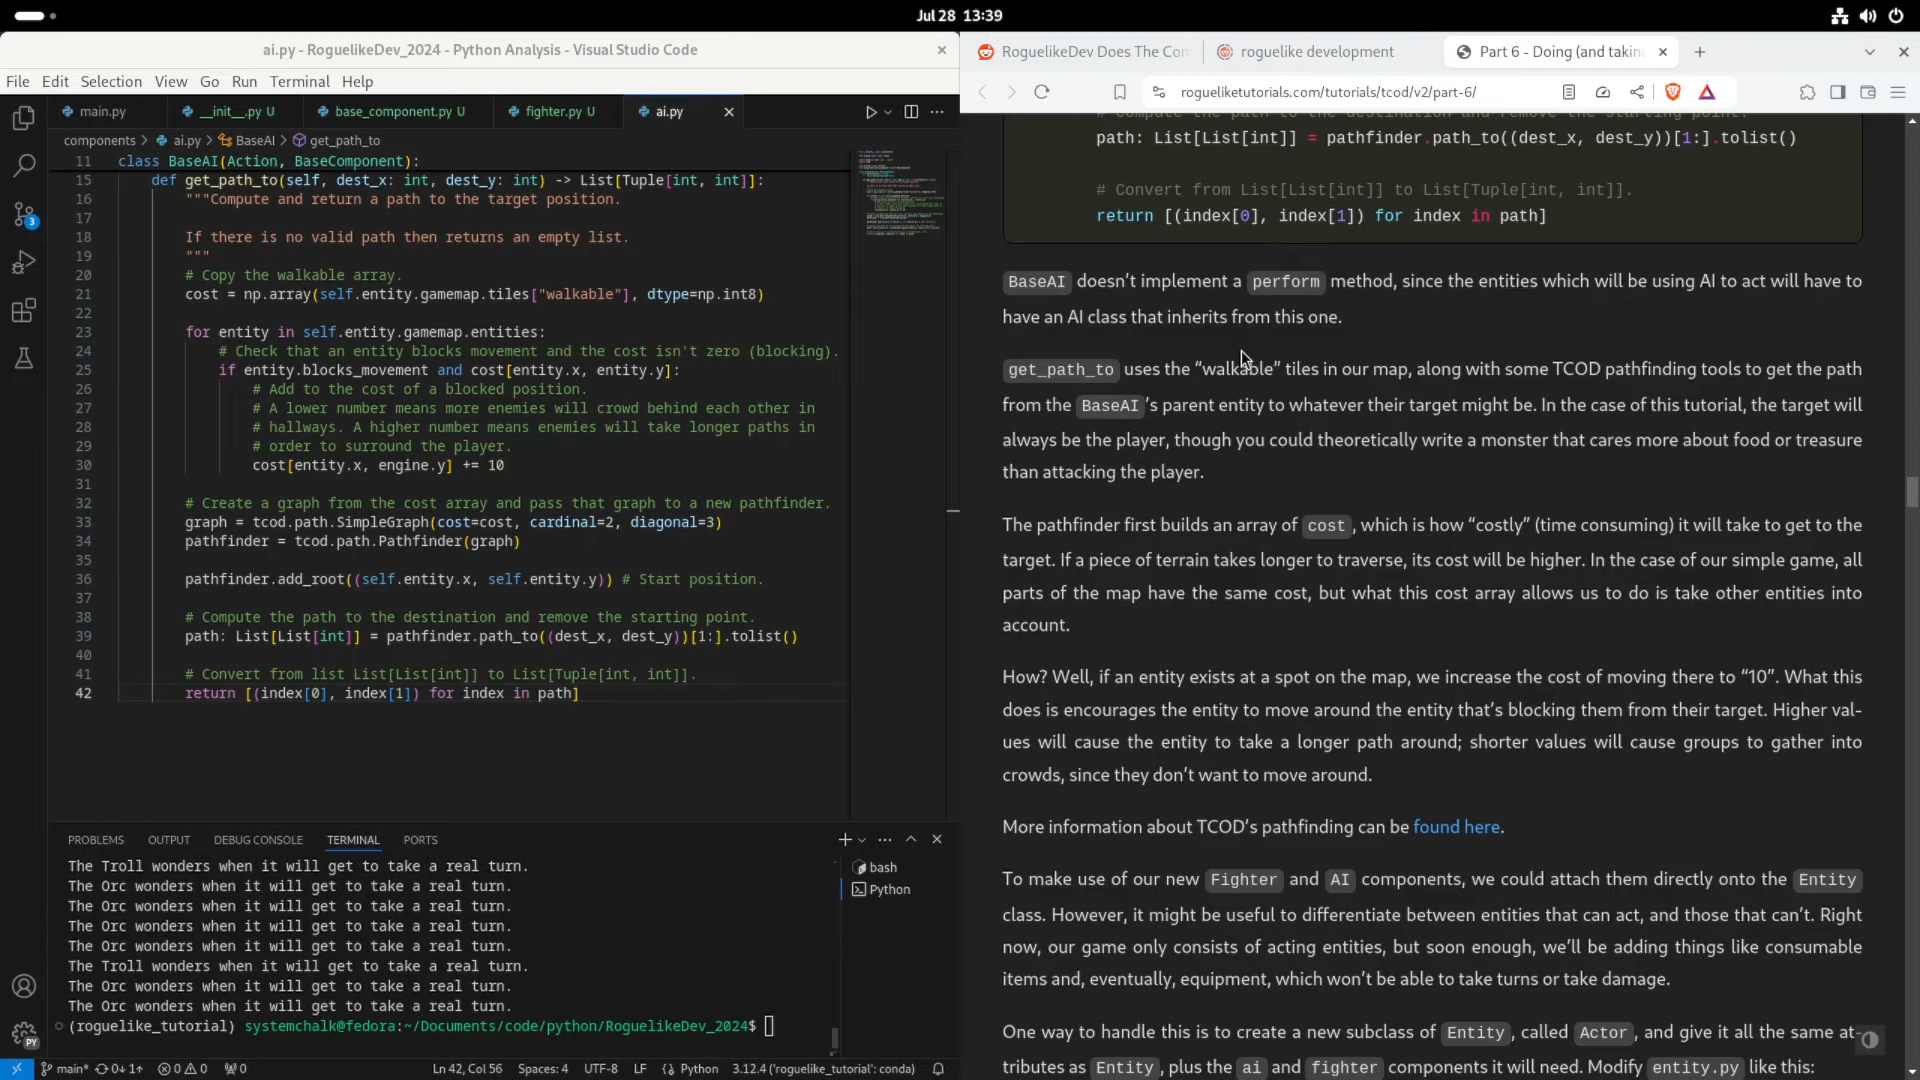 Jul 28 13:39
ai.py - RoguelikeDev_2024 - Python Analysis - Visual Studio Code
File Edit Selection View Go Run Terminal Help
main.py __init__.py U base_component.py U fighter.py U ai.py
components > ai.py > BaseAI > get_path_to
11 class BaseAI(Action, BaseComponent):
15 def get_path_to(self, dest_x: int, dest_y: int) -> List[Tuple[int, int]]:
16 """Compute and return a path to the target position.
17
18 If there is no valid path then returns an empty list.
19 """
20 # Copy the walkable array.
21 cost = np.array(self.entity.gamemap.tiles["walkable"], dtype=np.int8)
22
23 for entity in self.entity.gamemap.entities:
24 # Check that an entity blocks movement and the cost isn't zero (blocking).
25 if entity.blocks_movement and cost[entity.x, entity.y]:
26 # Add to the cost of a blocked position.
27 # A lower number means more enemies will crowd behind each other in
28 # hallways. A higher number means enemies will take longer paths in
29 # order to surround the player.
30 cost[entity.x, engine.y] += 10
31
32 # Create a graph from the cost array and pass that graph to a new pathfinder.
33 graph = tcod.path.SimpleGraph(cost=cost, cardinal=2, diagonal=3)
34 pathfinder = tcod.path.Pathfinder(graph)
35
36 pathfinder.add_root((self.entity.x, self.entity.y)) # Start position.
37
38 # Compute the path to the destination and remove the starting point.
39 path: List[List[int]] = pathfinder.path_to((dest_x, dest_y))[1:].tolist()
40
41 # Convert from list List[List[int]] to List[Tuple[int, int]].
42 return [(index[0], index[1]) for index in path]
3
PY
PROBLEMS OUTPUT DEBUG CONSOLE TERMINAL PORTS
The Troll wonders when it will get to take a real turn.
The Orc wonders when it will get to take a real turn.
The Orc wonders when it will get to take a real turn.
The Orc wonders when it will get to take a real turn.
The Orc wonders when it will get to take a real turn.
The Troll wonders when it will get to take a real turn.
The Orc wonders when it will get to take a real turn.
The Orc wonders when it will get to take a real turn.
(roguelike_tutorial) systemchalk@fedora:~/Documents/code/python/RoguelikeDev_2024$
bash
Python
main* 0↓ 1↑ 0 0 0 Ln 42, Col 56 Spaces: 4 UTF-8 LF Python 3.12.4 ('roguelike_tutorial': conda)
RoguelikeDev Does The Con roguelike development Part 6 - Doing (and takin
rogueliketutorials.com/tutorials/tcod/v2/part-6/
# Compute the path to the destination and remove the starting point.
path: List[List[int]] = pathfinder.path_to((dest_x, dest_y))[1:].tolist()
# Convert from List[List[int]] to List[Tuple[int, int]].
return [(index[0], index[1]) for index in path]
BaseAI doesn’t implement a perform method, since the entities which will be using AI to act will have to
have an AI class that inherits from this one.
get_path_to uses the “walkable” tiles in our map, along with some TCOD pathfinding tools to get the path
from the BaseAI’s parent entity to whatever their target might be. In the case of this tutorial, the target will
always be the player, though you could theoretically write a monster that cares more about food or treasure
than attacking the player.
The pathfinder first builds an array of cost, which is how “costly” (time consuming) it will take to get to the
target. If a piece of terrain takes longer to traverse, its cost will be higher. In the case of our simple game, all
parts of the map have the same cost, but what this cost array allows us to do is take other entities into
account.
How? Well, if an entity exists at a spot on the map, we increase the cost of moving there to “10”. What this
does is encourages the entity to move around the entity that’s blocking them from their target. Higher val-
ues will cause the entity to take a longer path around; shorter values will cause groups to gather into
crowds, since they don’t want to move around.
More information about TCOD’s pathfinding can be found here.
To make use of our new Fighter and AI components, we could attach them directly onto the Entity
class. However, it might be useful to differentiate between entities that can act, and those that can’t. Right
now, our game only consists of acting entities, but soon enough, we’ll be adding things like consumable
items and, eventually, equipment, which won’t be able to take turns or take damage.
One way to handle this is to create a new subclass of Entity, called Actor, and give it all the same at-
tributes as Entity, plus the ai and fighter components it will need. Modify entity.py like this: